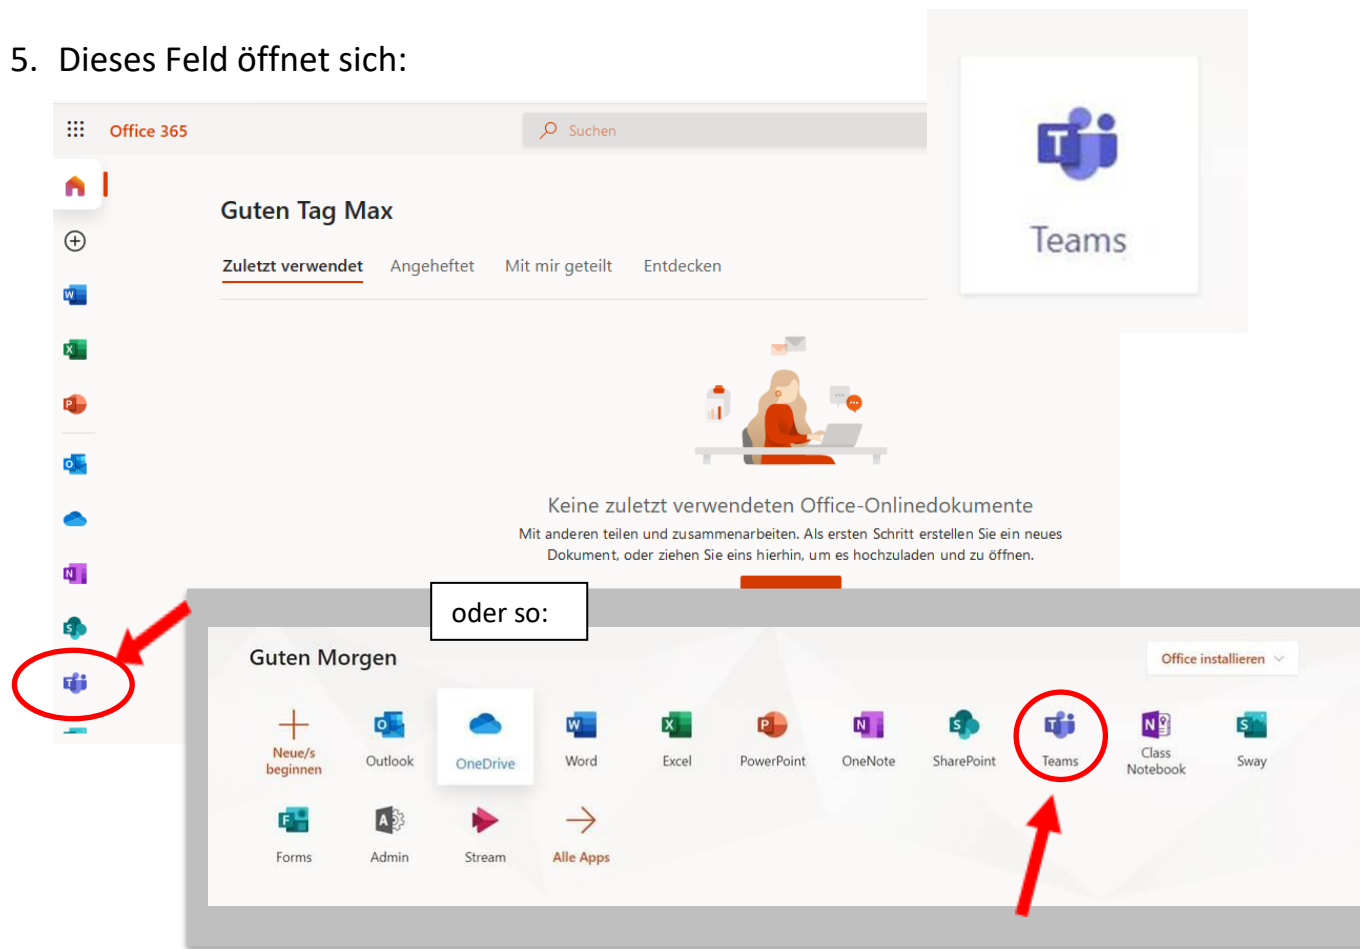 5. Dieses Feld öffnet sich:
Office 365
Suchen
Teams
Guten Tag Max
Zuletzt verwendet Angeheftet Mit mir geteilt Entdecken
Keine zuletzt verwendeten Office-Onlinedokumente
Mit anderen teilen und zusammenarbeiten. Als ersten Schritt erstellen Sie ein neues
Dokument, oder ziehen Sie eins hierhin, um es hochzuladen und zu öffnen.
oder so:
Guten Morgen
Office installieren
Neue/s
beginnen
Outlook
OneDrive
Word
Excel
PowerPoint
OneNote
SharePoint
Teams
Class
Notebook
Sway
Forms
Admin
Stream
Alle Apps